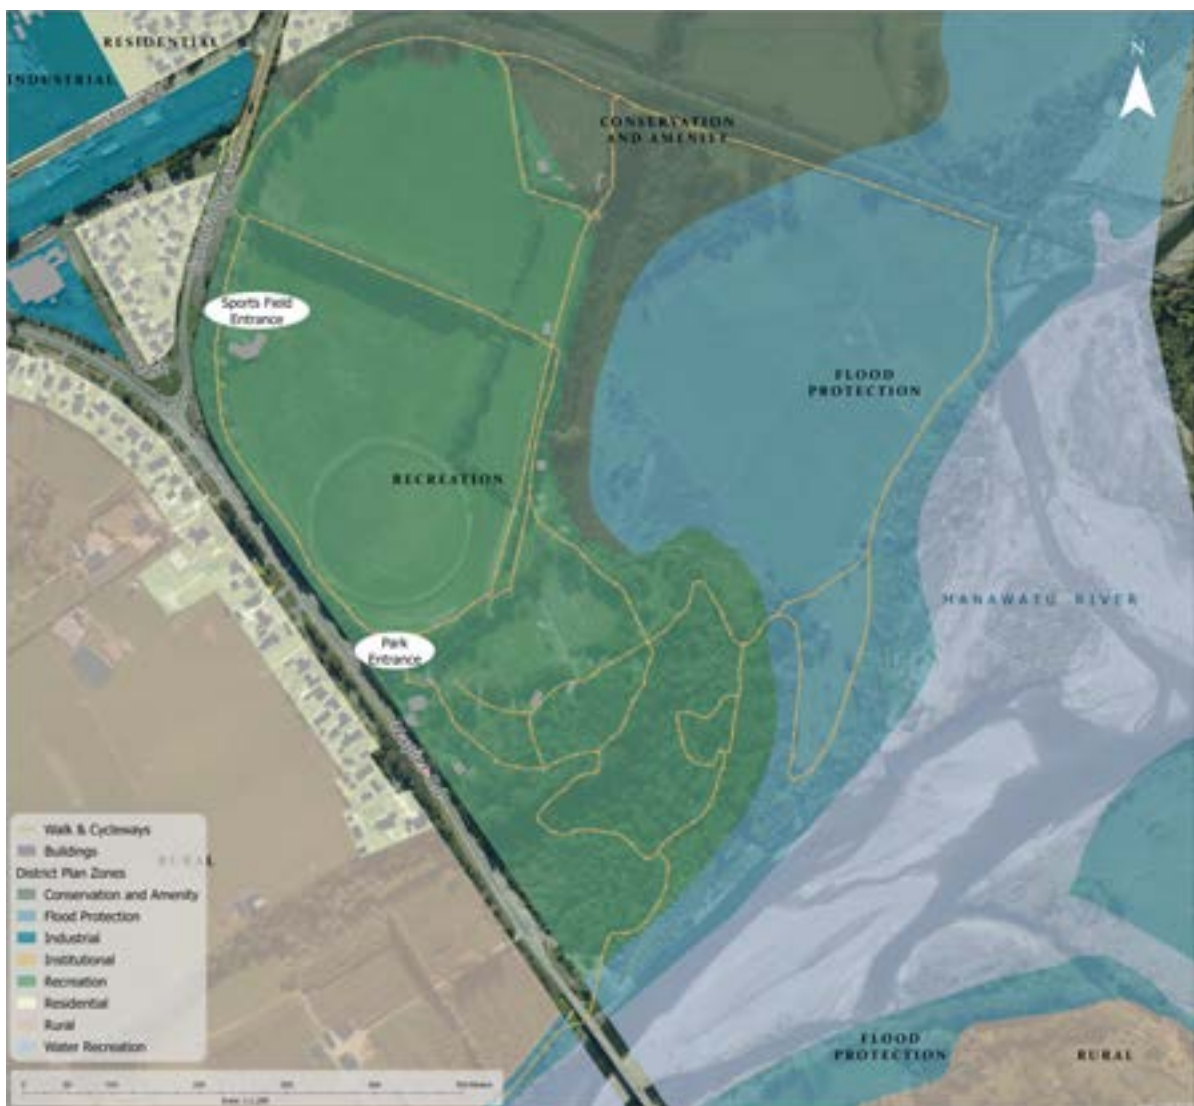 RESIDENTIAL
INDUSTRIAL
N
CONSERVATION
AND AMENITY
Sports Field
Entrance
FLOOD
PROTECTION
RECREATION
MANAWATU RIVER
Park
Entrance
RURAL
Walk & Cycleways
Buildings
District Plan Zones
Conservation and Amenity
Flood Protection
Industrial
Institutional
Recreation
Residential
Rural
Water Recreation
FLOOD
PROTECTION
RURAL
0